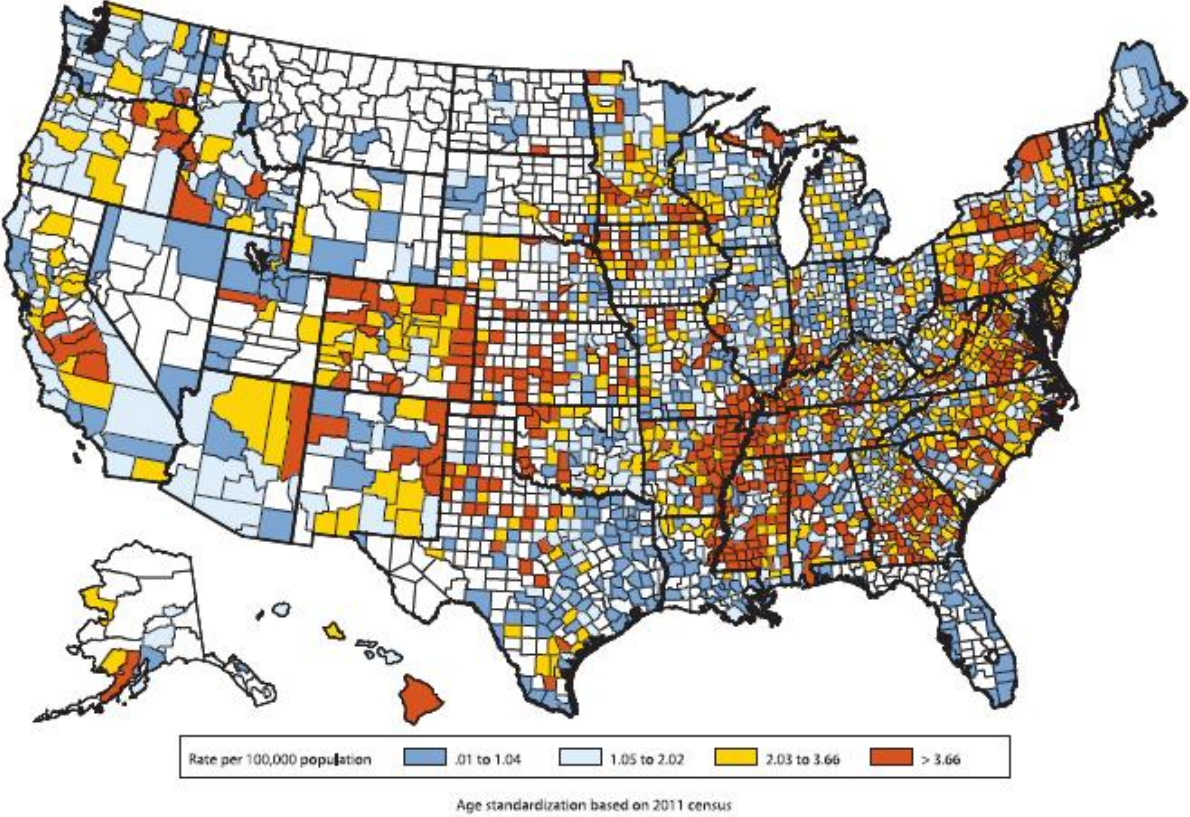 Rate per 100,000 population .01 to 1.04 1.05 to 2.02 2.03 to 3.66 > 3.66
Age standardization based on 2011 census